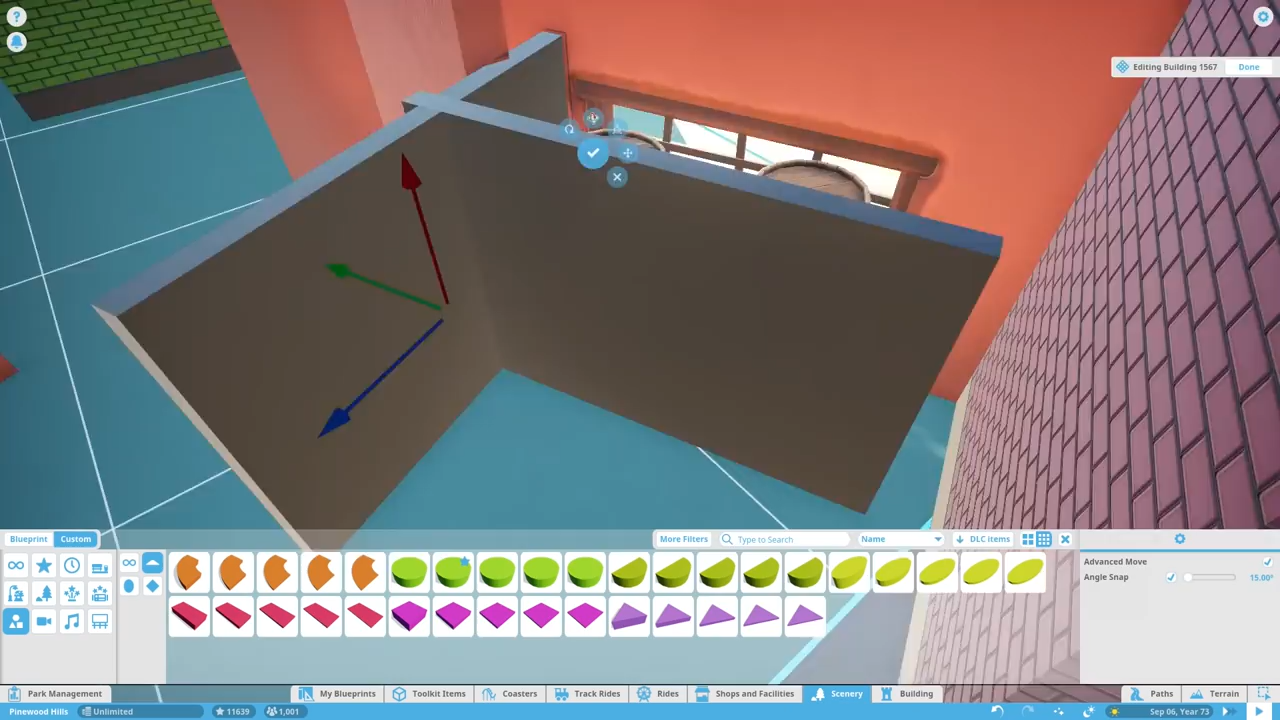 ?
Editing Building 1567 Done
Blueprint Custom More Filters Type to Search Name DLC items
Advanced Move
Angle Snap 15.00°
Park Management My Blueprints Toolkit Items Coasters Track Rides Rides Shops and Facilities Scenery Building Paths Terrain
Pinewood Hills Unlimited 11639 1,001 Sep 06, Year 73